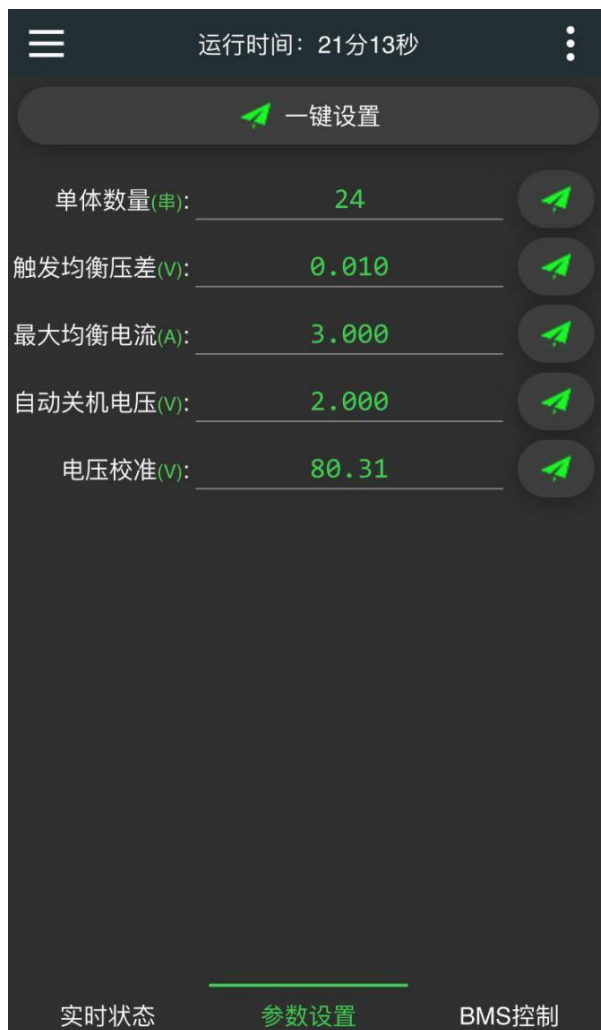 运行时间：21分13秒
一键设置
单体数量(串): 24
触发均衡压差(V): 0.010
最大均衡电流(A): 3.000
自动关机电压(V): 2.000
电压校准(V): 80.31
实时状态 参数设置 BMS控制